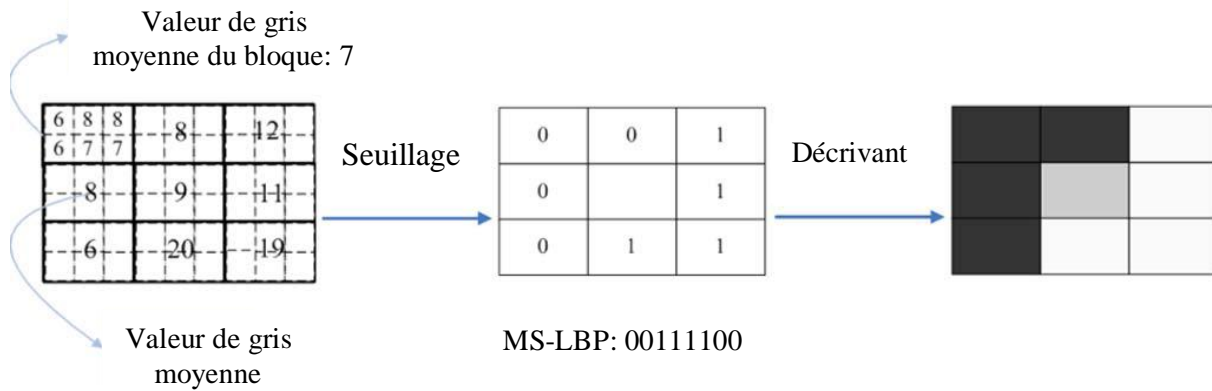 Valeur de gris
moyenne du bloque: 7
6 8 8
6 7 7
8
12
8
9
11
6
20
19
Valeur de gris
moyenne
Seuillage
0 0 1
0 1
0 1 1
MS-LBP: 00111100
Décrivant